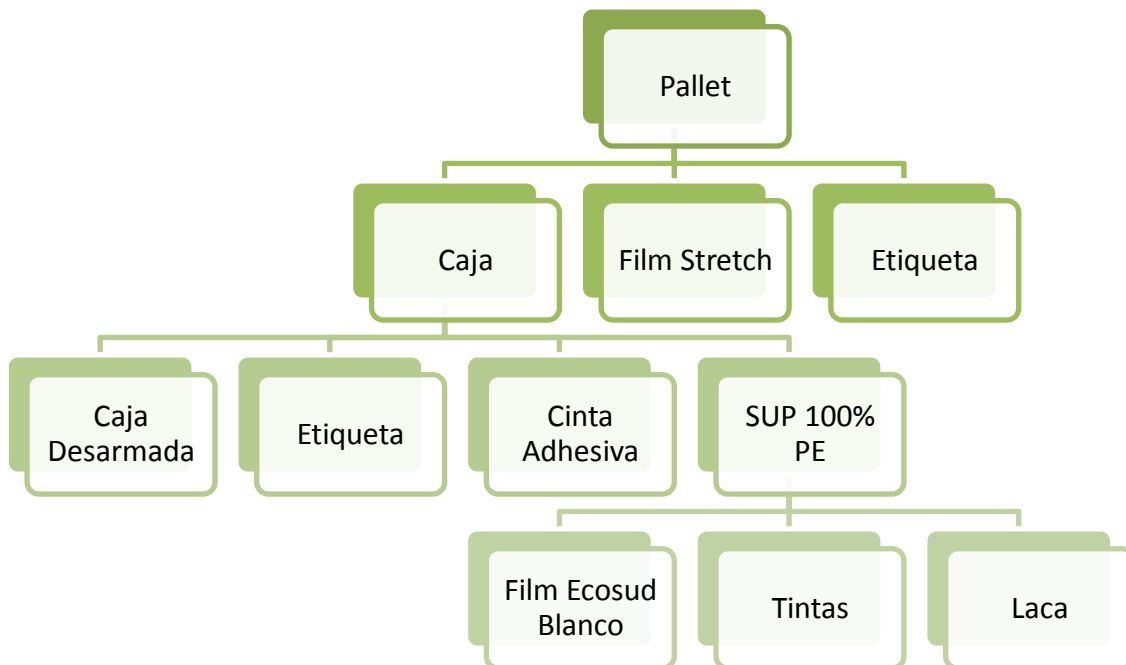 Pallet
Caja
Film Stretch
Etiqueta
Caja
Desarmada
Etiqueta
Cinta
Adhesiva
SUP 100%
PE
Film Ecosud
Blanco
Tintas
Laca